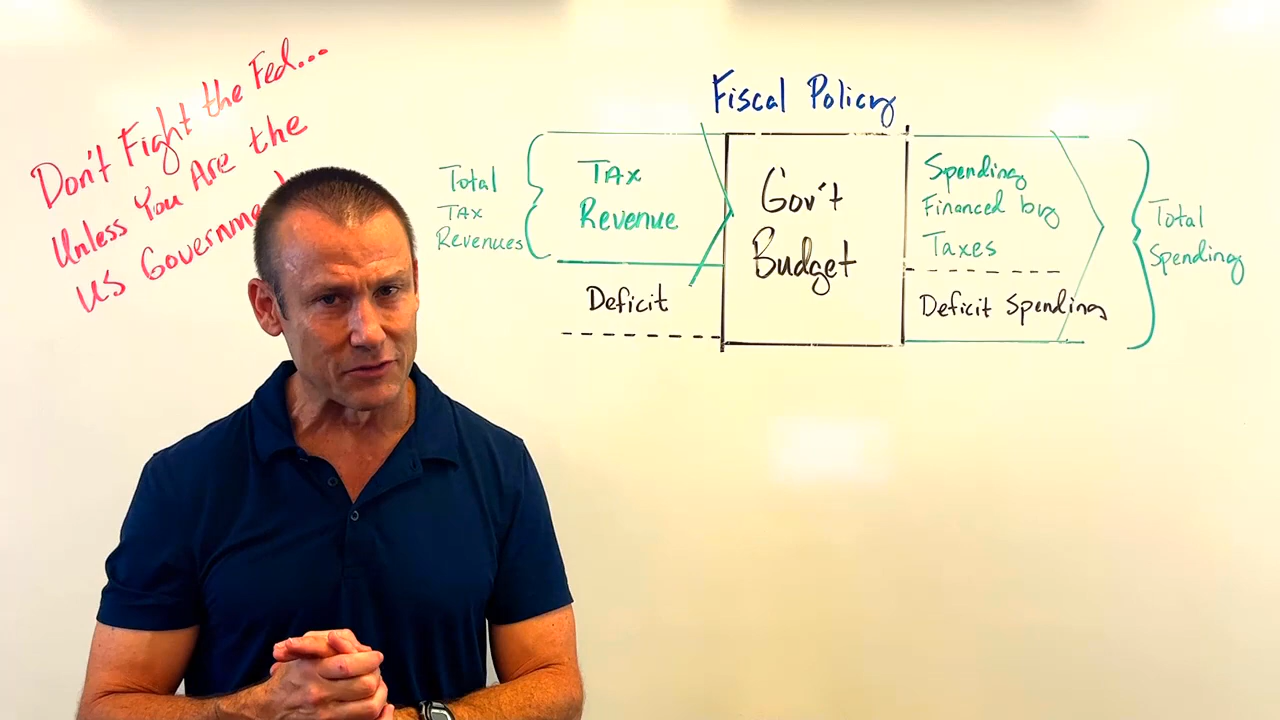 Don't Fight the Fed...
Unless You Are the
US Governme
Fiscal Policy
Total
Tax
Revenues
Tax
Revenue
Deficit
Gov't
Budget
Spending
Financed by
Taxes
Deficit Spending
Total
Spending